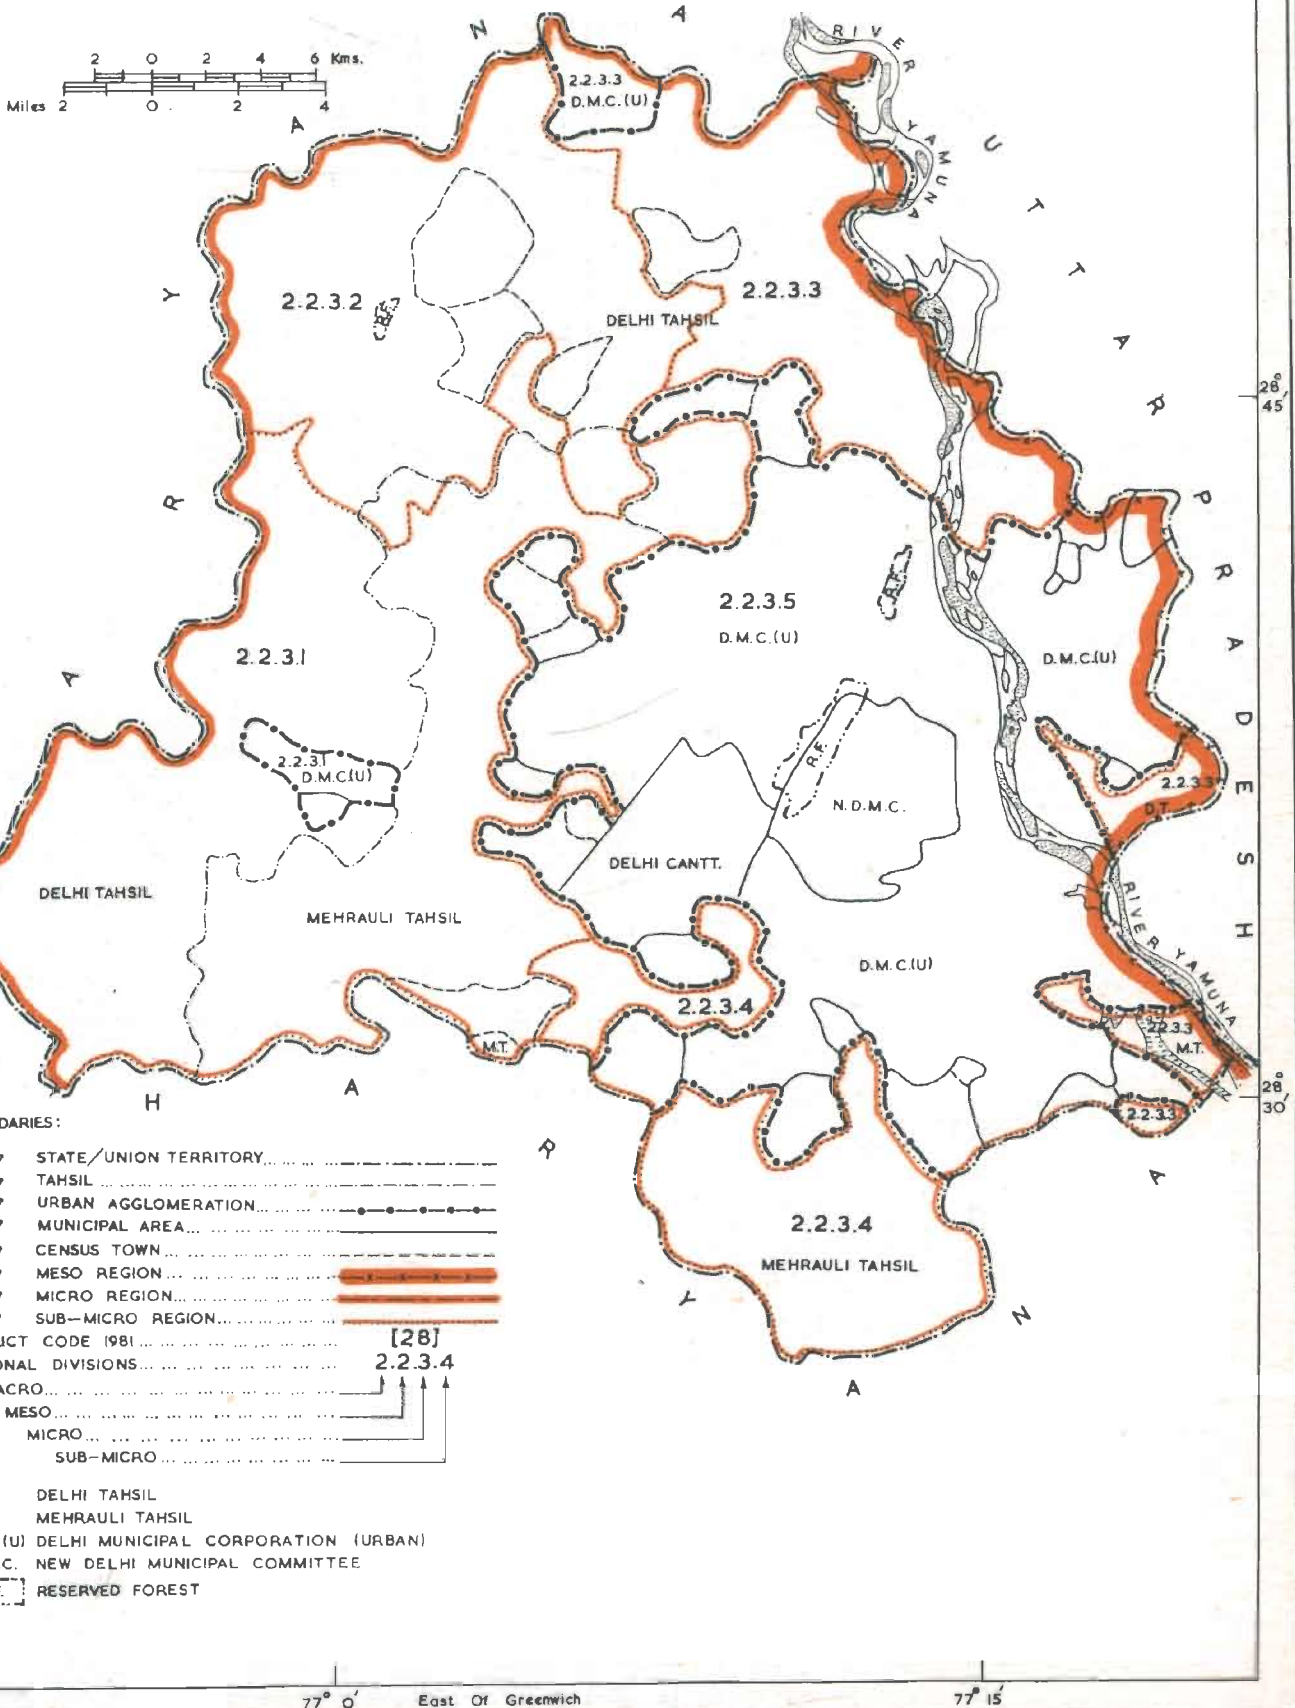 2 0 2 4 6 Kms.
Miles 2 0 2 4
HARYANA
UTTAR PRADESH
RIVER YAMUNA
2.2.3.3
D.M.C.(U)
2.2.3.2
R.F.
2.2.3.3
DELHI TAHSIL
28° 45'
2.2.3.5
D.M.C.(U)
R.F.
2.2.3.1
D.M.C.(U)
2.2.3.1
D.M.C.(U)
R.F.
N.D.M.C.
2.2.3.3
D.T.
DELHI CANTT.
DELHI TAHSIL
MEHRAULI TAHSIL
RIVER YAMUNA
D.M.C.(U)
2.2.3.4
M.T.
2.2.3.3
M.T.
2.2.3.3
28° 30'
HARYANA
2.2.3.4
MEHRAULI TAHSIL
DARIES:
STATE/UNION TERRITORY
TAHSIL
URBAN AGGLOMERATION
MUNICIPAL AREA
CENSUS TOWN
MESO REGION
MICRO REGION
SUB-MICRO REGION
ICT CODE 1981 [28]
ONAL DIVISIONS 2.2.3.4
ACRO
MESO
MICRO
SUB-MICRO
DELHI TAHSIL
MEHRAULI TAHSIL
(U) DELHI MUNICIPAL CORPORATION (URBAN)
C. NEW DELHI MUNICIPAL COMMITTEE
RESERVED FOREST
77° 0' East Of Greenwich 77° 15'